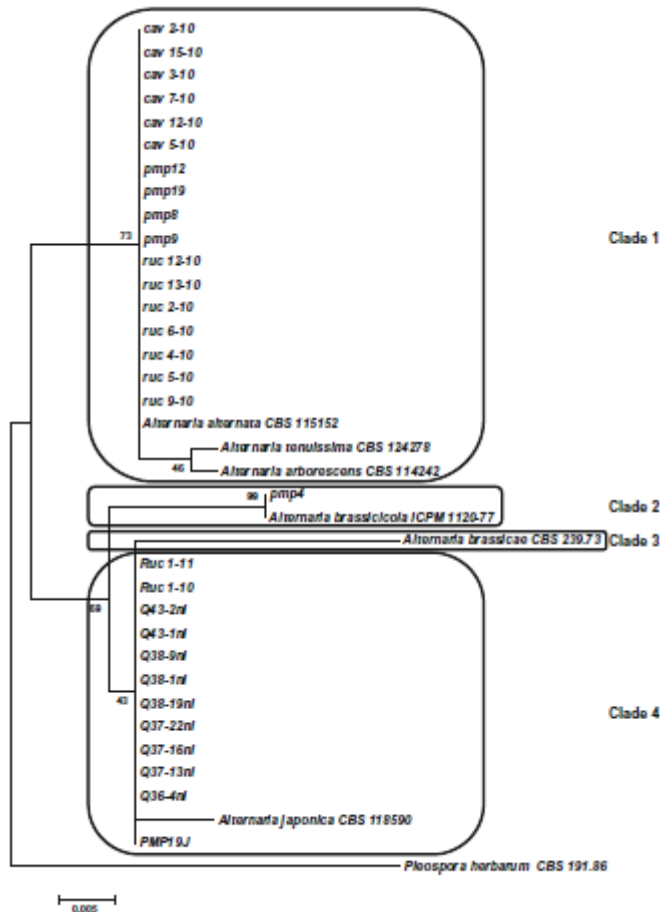 cav 2-10
cav 15-10
cav 3-10
cav 7-10
cav 12-10
cav 5-10
pmp12
pmp19
pmp8
73
pmp9
Clade 1
ruc 12-10
ruc 13-10
ruc 2-10
ruc 6-10
ruc 4-10
ruc 5-10
ruc 9-10
Alternaria alternata CBS 115152
Alternaria tenuissima CBS 124278
46
Alternaria arborescens CBS 114242
99
pmp4
Clade 2
Alternaria brassicicola ICPM 1120-77
Alternaria brassicae CBS 239.73
Clade 3
Ruc 1-11
Ruc 1-10
Q43-2nl
Q43-1nl
Q38-9nl
Q38-1nl
43
Q38-19nl
Clade 4
Q37-22nl
Q37-16nl
Q37-13nl
Q36-4nl
Alternaria japonica CBS 118590
PMP19J
Pleospora herbarum CBS 191.86
0.005